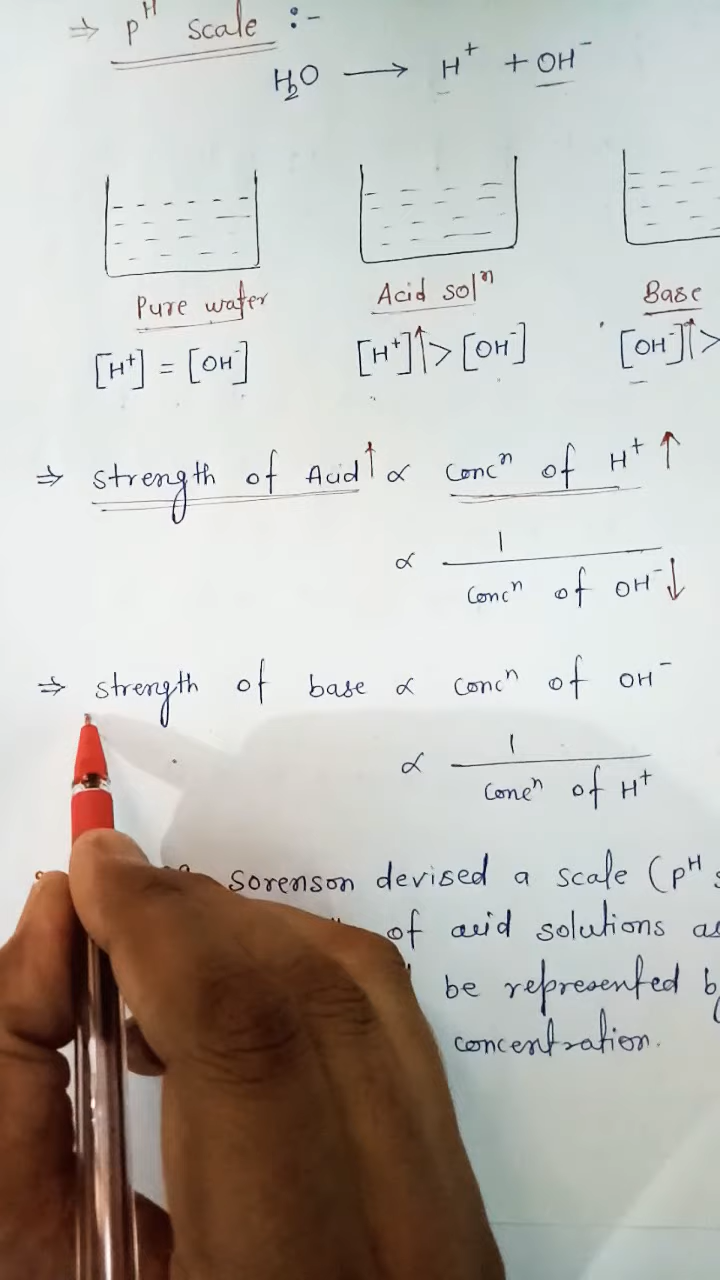 ⇒ p^H scale :-
H₂O ⟶ H⁺ + OH⁻
Pure water Acid solⁿ Base
[H⁺] = [OH⁻] [H⁺]↑ > [OH⁻] [OH⁻]↑ >
⇒ strength of Acid↑ ∝ concⁿ of H⁺ ↑
∝ 1 / concⁿ of OH⁻↓
⇒ strength of base ∝ concⁿ of OH⁻
∝ 1 / concⁿ of H⁺
sorenson devised a scale (p^H
of acid solutions as
be represented b
concentration.